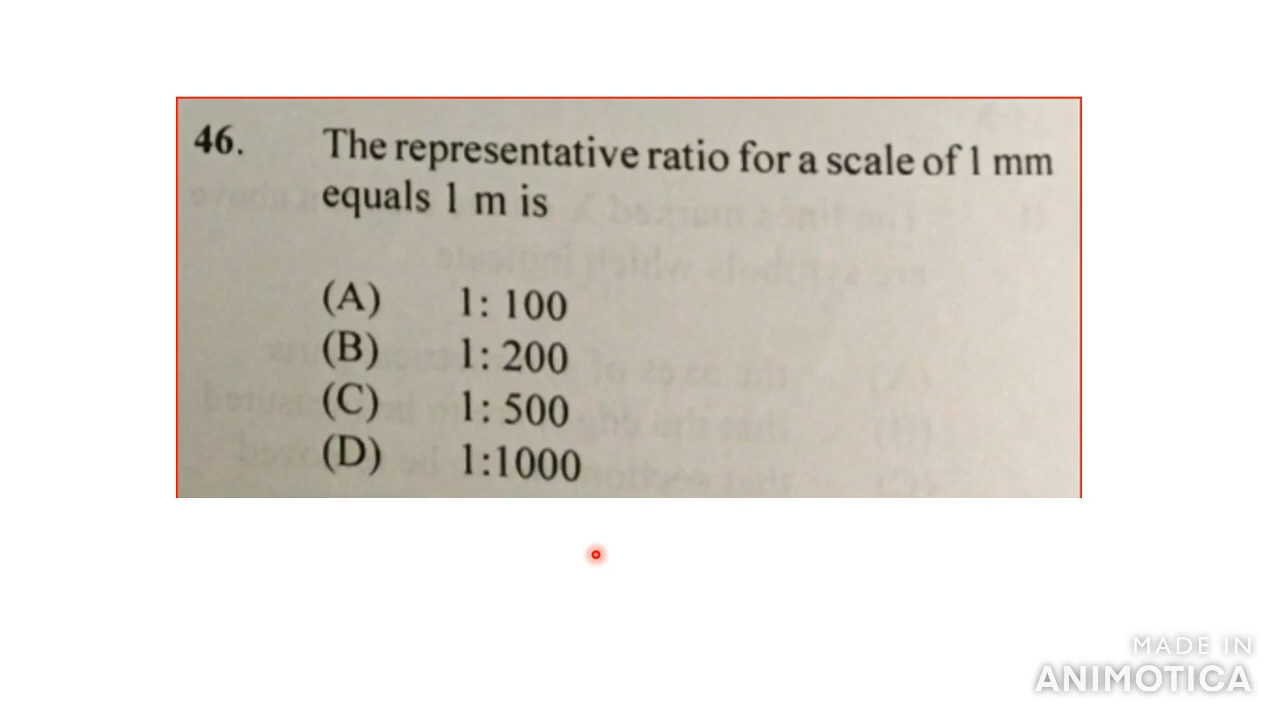 46. The representative ratio for a scale of 1 mm
equals 1 m is
(A) 1: 100
(B) 1: 200
(C) 1: 500
(D) 1:1000
MADE IN
ANIMOTICA